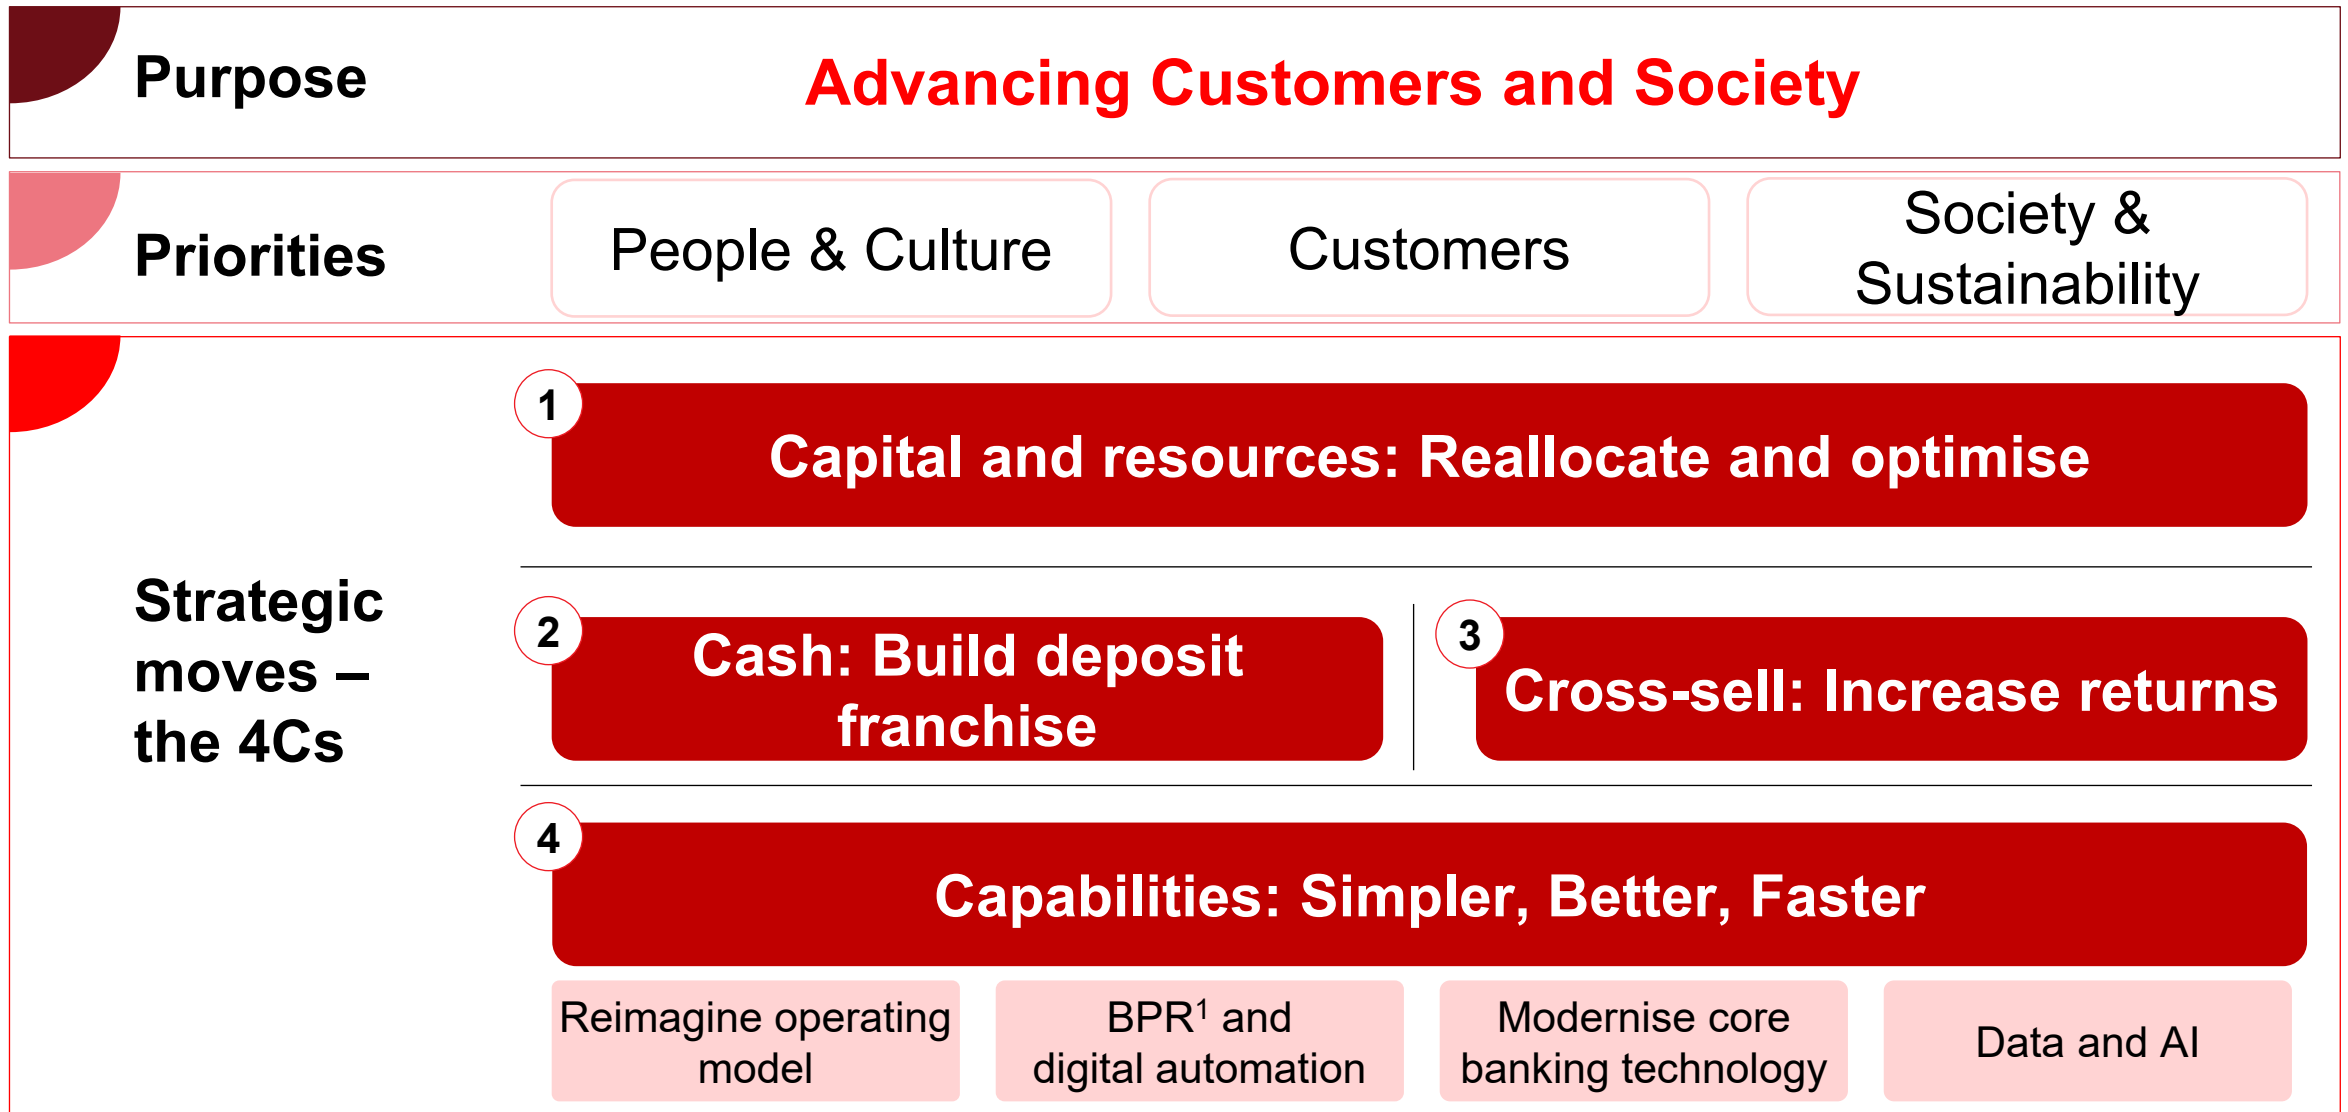 Purpose
Advancing Customers and Society
Priorities
People & Culture
Customers
Society &
Sustainability
Strategic
moves –
the 4Cs
1
Capital and resources: Reallocate and optimise
2
Cash: Build deposit
franchise
3
Cross-sell: Increase returns
4
Capabilities: Simpler, Better, Faster
Reimagine operating
model
BPR¹ and
digital automation
Modernise core
banking technology
Data and AI